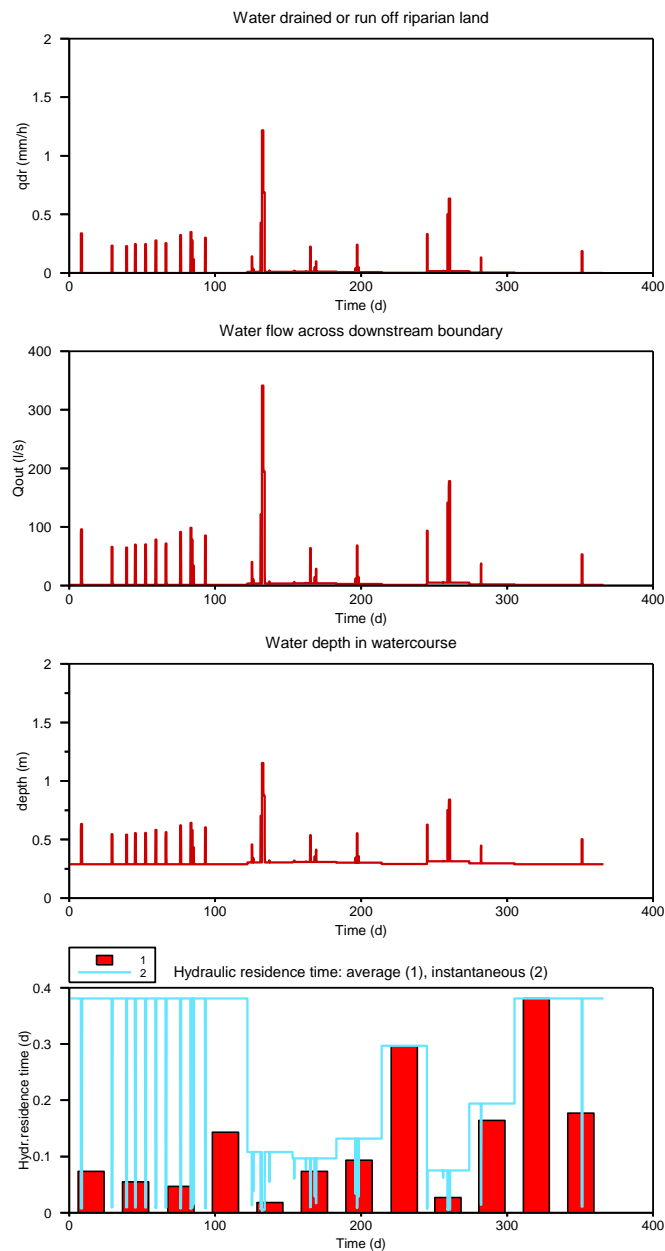 Water drained or run off riparian land
2
1.5
1
0.5
0
qdr (mm/h)
0 100 200 300 400
Time (d)
Water flow across downstream boundary
400
300
200
100
0
Qout (l/s)
0 100 200 300 400
Time (d)
Water depth in watercourse
2
1.5
1
0.5
0
depth (m)
0 100 200 300 400
Time (d)
1
2
Hydraulic residence time: average (1), instantaneous (2)
0.4
0.3
0.2
0.1
0
Hydr.residence time (d)
0 100 200 300 400
Time (d)